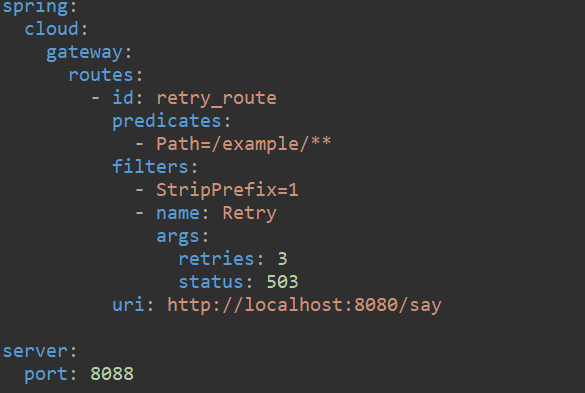 spring:
  cloud:
    gateway:
      routes:
        - id: retry_route
          predicates:
            - Path=/example/**
          filters:
            - StripPrefix=1
            - name: Retry
              args:
                retries: 3
                status: 503
          uri: http://localhost:8080/say

server:
  port: 8088